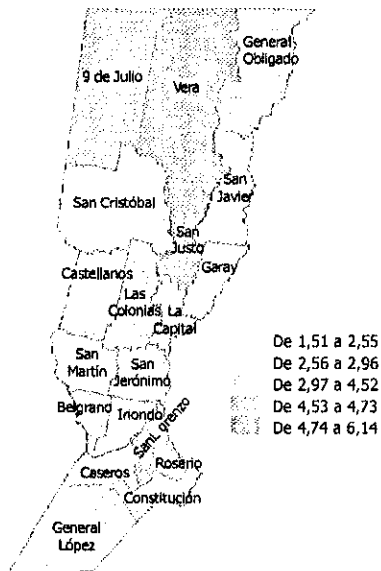 General
Obligado
9 de Julio
Vera
San
Javier
San Cristóbal
San
Justo
Garay
Castellanos
Las
Colonias
La
Capital
San
Martín
San
Jerónimo
Belgrano
Iriondo
SanL grenzo
Caseros
Rosario
Constitución
General
López
De 1,51 a 2,55
De 2,56 a 2,96
De 2,97 a 4,52
De 4,53 a 4,73
De 4,74 a 6,14